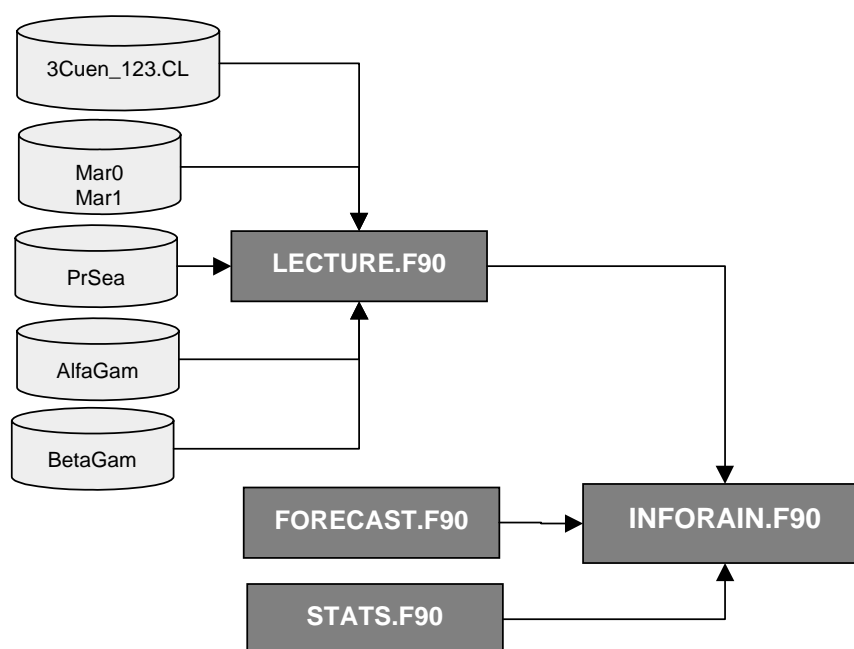 3Cuen_123.CL
Mar0
Mar1
PrSea
LECTURE.F90
AlfaGam
BetaGam
FORECAST.F90
INFORAIN.F90
STATS.F90